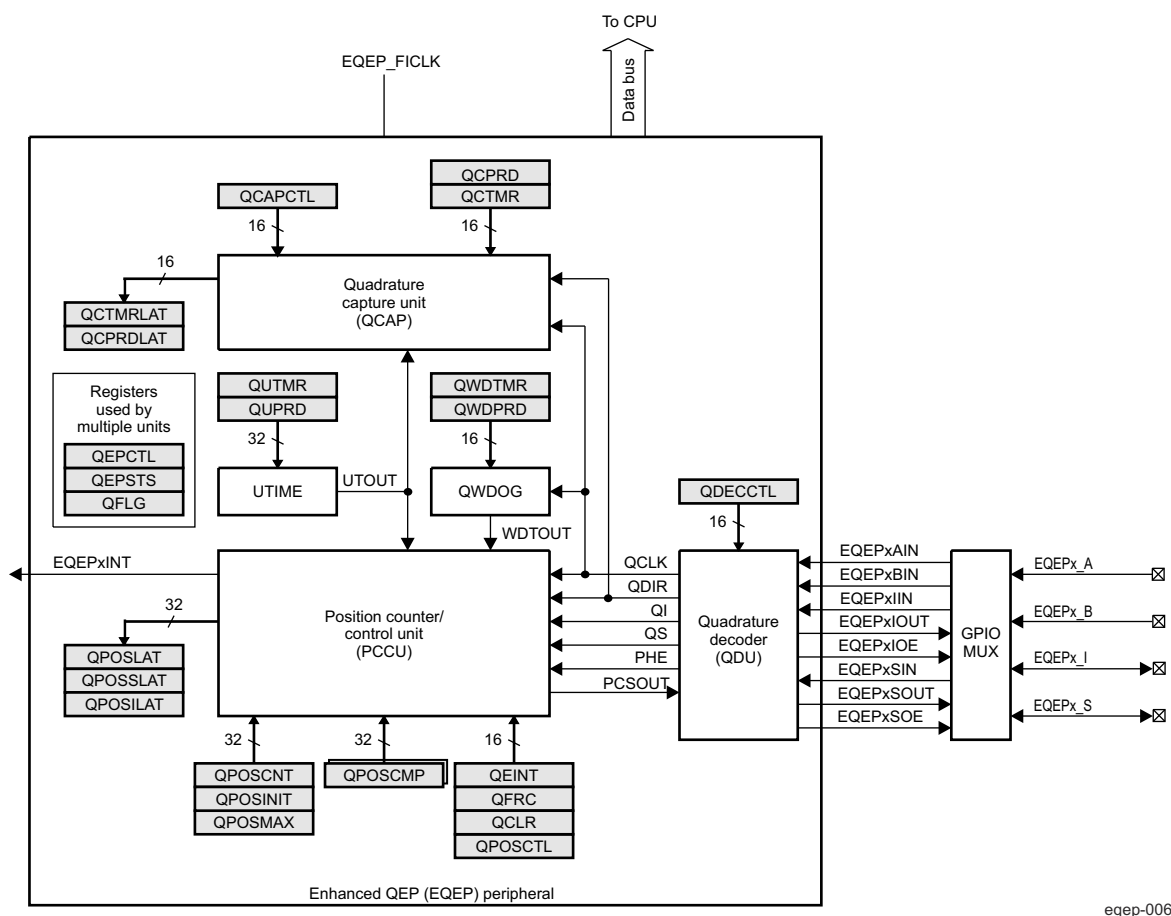 To CPU
EQEP_FICLK
Data bus
QCPRD
QCAPCTL
QCTMR
16
16
16
Quadrature
capture unit
(QCAP)
QCTMRLAT
QCPRDLAT
Registers
used by
multiple units
QEPCTL
QEPSTS
QFLG
QUTMR
QUPRD
32
QWDTMR
QWDPRD
16
UTIME
UTOUT
QWDOG
WDTOUT
QDECCTL
16
EQEPxINT
32
Position counter/
control unit
(PCCU)
QCLK
QDIR
QI
QS
PHE
PCSOUT
Quadrature
decoder
(QDU)
EQEPxAIN
EQEPxBIN
EQEPxIIN
EQEPxIOUT
EQEPxIOE
EQEPxSIN
EQEPxSOUT
EQEPxSOE
GPIO
MUX
EQEPx_A
EQEPx_B
EQEPx_I
EQEPx_S
QPOSLAT
QPOSSLAT
QPOSILAT
32
32
16
QPOSCNT
QPOSINIT
QPOSMAX
QPOSCMP
QEINT
QFRC
QCLR
QPOSCTL
Enhanced QEP (EQEP) peripheral
eqep-006